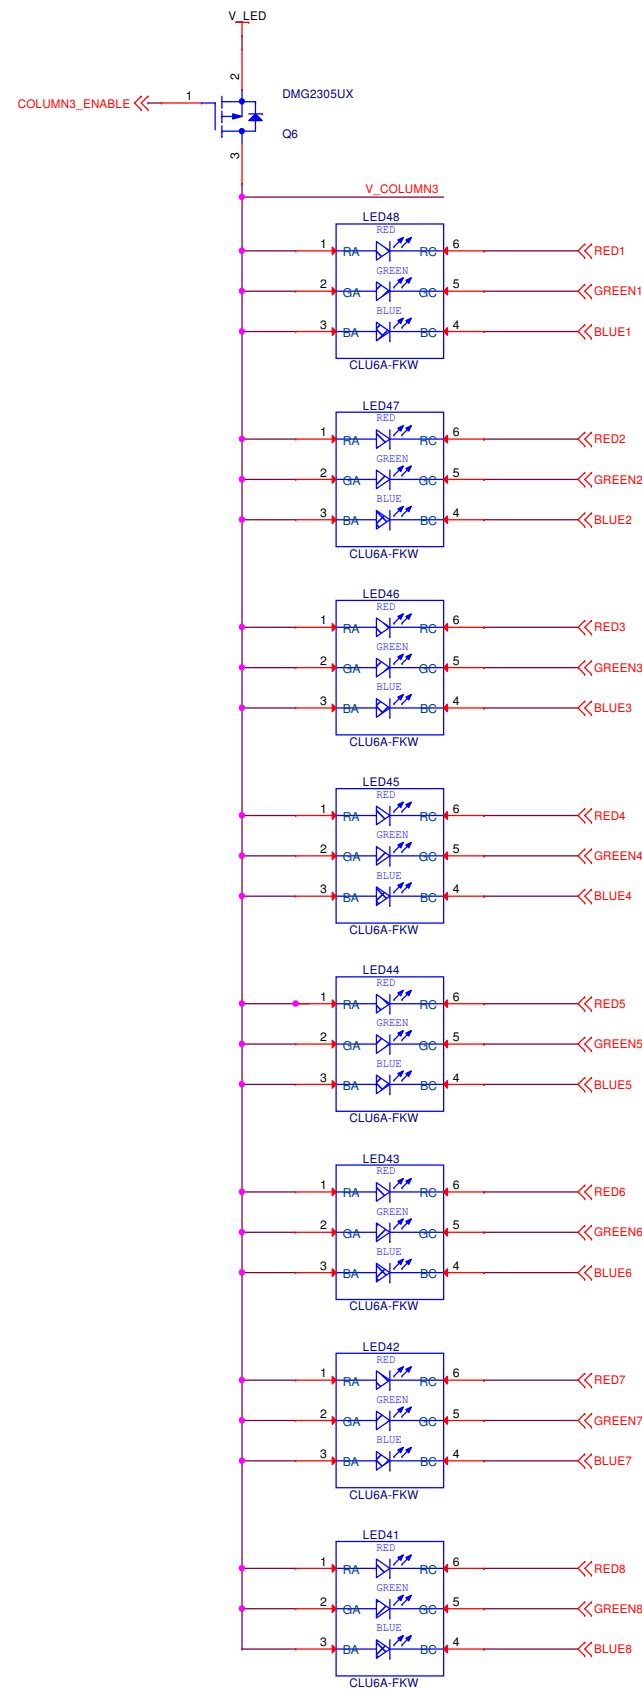 V_LED
2
DMG2305UX
1
COLUMN3_ENABLE
Q6
3
V_COLUMN3
LED48
RED
1 RA RC 6 RED1
GREEN
2 GA GC 5 GREEN1
BLUE
3 BA BC 4 BLUE1
CLU6A-FKW
LED47
RED
1 RA RC 6 RED2
GREEN
2 GA GC 5 GREEN2
BLUE
3 BA BC 4 BLUE2
CLU6A-FKW
LED46
RED
1 RA RC 6 RED3
GREEN
2 GA GC 5 GREEN3
BLUE
3 BA BC 4 BLUE3
CLU6A-FKW
LED45
RED
1 RA RC 6 RED4
GREEN
2 GA GC 5 GREEN4
BLUE
3 BA BC 4 BLUE4
CLU6A-FKW
LED44
RED
1 RA RC 6 RED5
GREEN
2 GA GC 5 GREEN5
BLUE
3 BA BC 4 BLUE5
CLU6A-FKW
LED43
RED
1 RA RC 6 RED6
GREEN
2 GA GC 5 GREEN6
BLUE
3 BA BC 4 BLUE6
CLU6A-FKW
LED42
RED
1 RA RC 6 RED7
GREEN
2 GA GC 5 GREEN7
BLUE
3 BA BC 4 BLUE7
CLU6A-FKW
LED41
RED
1 RA RC 6 RED8
GREEN
2 GA GC 5 GREEN8
BLUE
3 BA BC 4 BLUE8
CLU6A-FKW